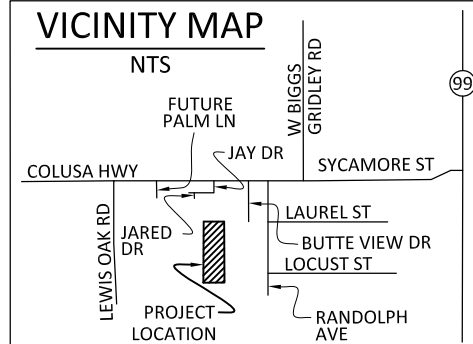 VICINITY MAP
NTS
W BIGGS
GRIDLEY RD
99
FUTURE
PALM LN
JAY DR
COLUSA HWY
SYCAMORE ST
LEWIS OAK RD
JARED
DR
LAUREL ST
BUTTE VIEW DR
LOCUST ST
PROJECT
LOCATION
RANDOLPH
AVE